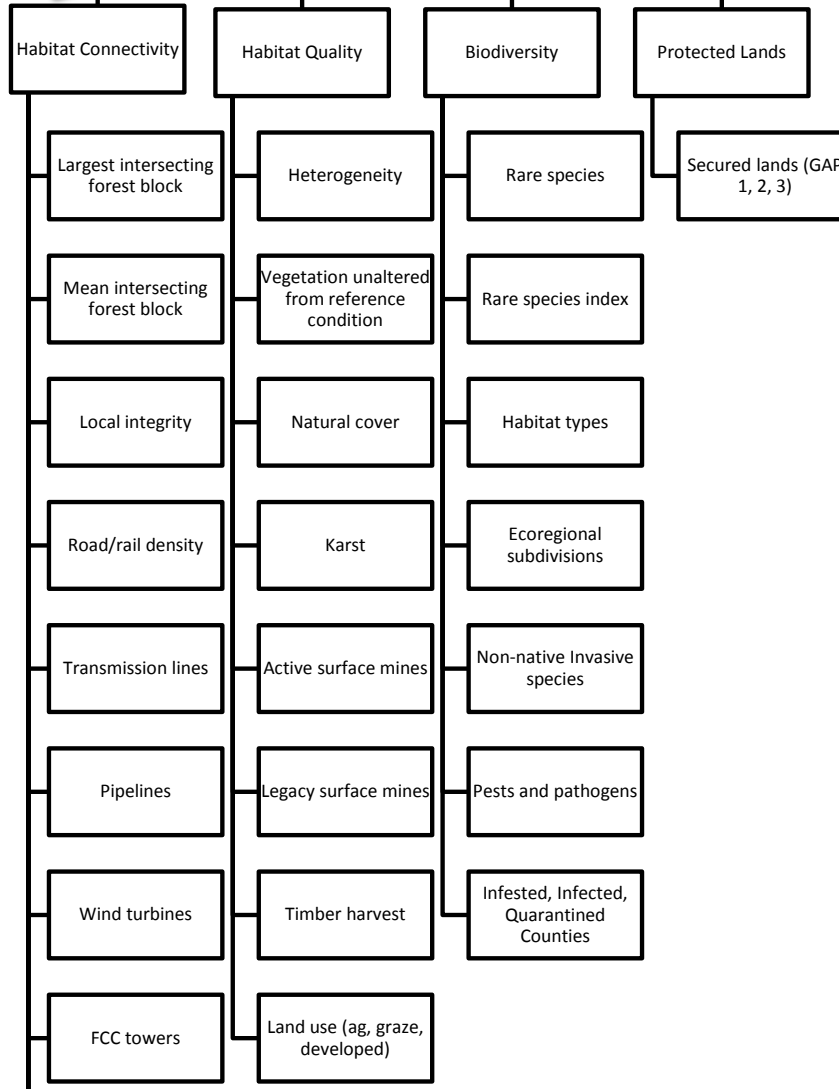 Habitat Connectivity
Largest intersecting
forest block
Mean intersecting
forest block
Local integrity
Road/rail density
Transmission lines
Pipelines
Wind turbines
FCC towers
Habitat Quality
Heterogeneity
Vegetation unaltered
from reference
condition
Natural cover
Karst
Active surface mines
Legacy surface mines
Timber harvest
Land use (ag, graze,
developed)
Biodiversity
Rare species
Rare species index
Habitat types
Ecoregional
subdivisions
Non-native Invasive
species
Pests and pathogens
Infested, Infected,
Quarantined
Counties
Protected Lands
Secured lands (GAP
1, 2, 3)